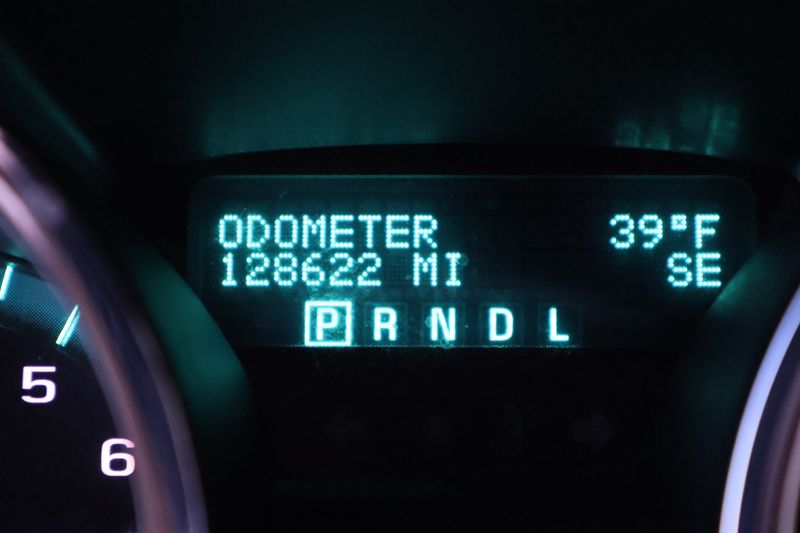 ODOMETER 39°F
128622 MI SE
P R N D L
5
6